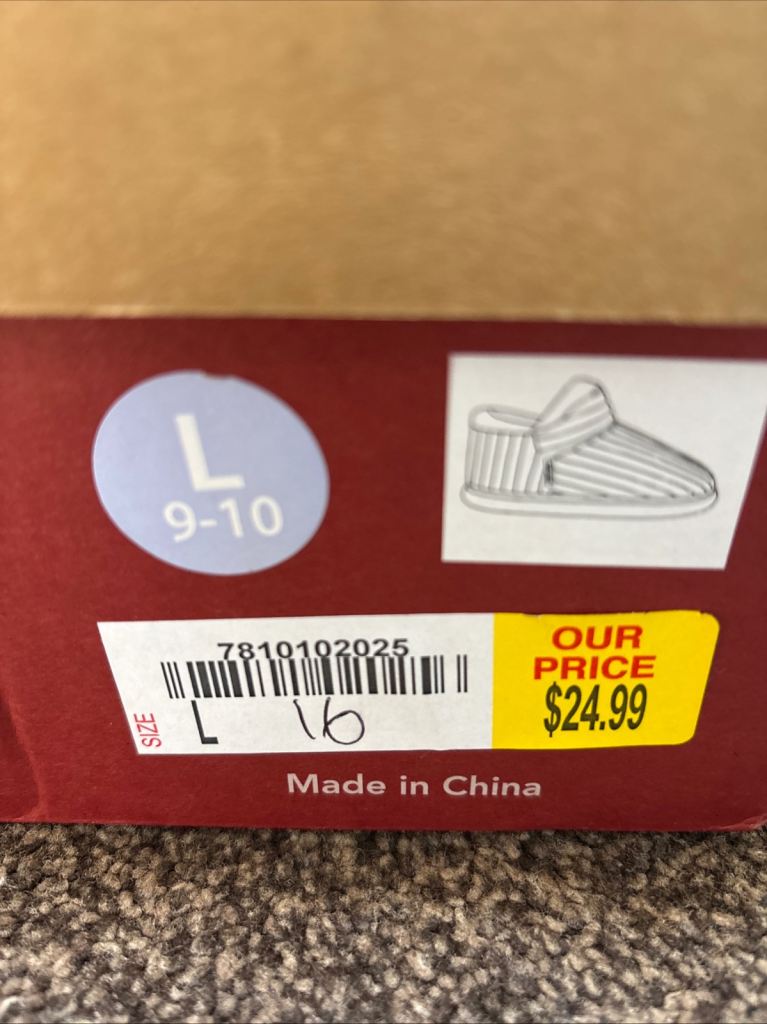 L
9-10
7810102025
SIZE
L 16
OUR
PRICE
$24.99
Made in China